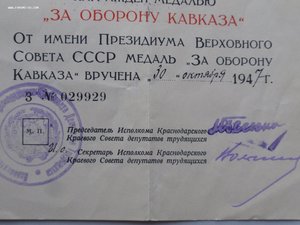 МЕДАЛЬЮ
„ЗА ОБОРОНУ КАВКАЗА“
ОТ ИМЕНИ ПРЕЗИДИУМА ВЕРХОВНОГО
СОВЕТА СССР МЕДАЛЬ „ЗА ОБОРОНУ
КАВКАЗА“ ВРУЧЕНА „30“ октября 1947 г.
З № 029929
М. П.
Председатель Исполкома Краснодарского
Краевого Совета депутатов трудящихся
И.о. Секретарь Исполкома Краснодарского
Краевого Совета депутатов трудящихся